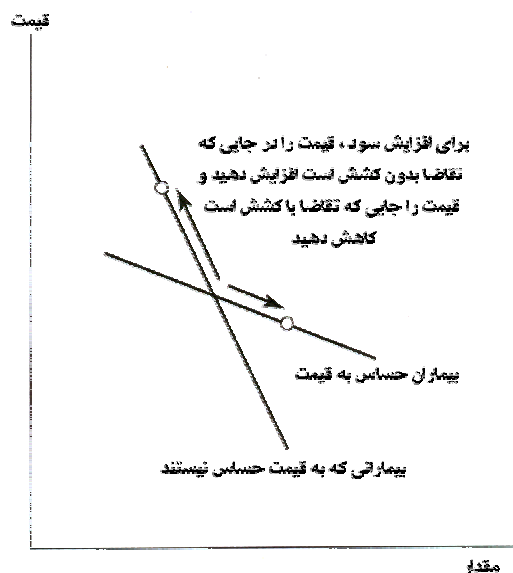 قیمت
برای افزایش سود، قیمت را در جایی که
تقاضا بدون کشش است افزایش دهید و
قیمت را جایی که تقاضا با کشش است
کاهش دهید
بیماران حساس به قیمت
بیمارانی که به قیمت حساس نیستند
مقدار